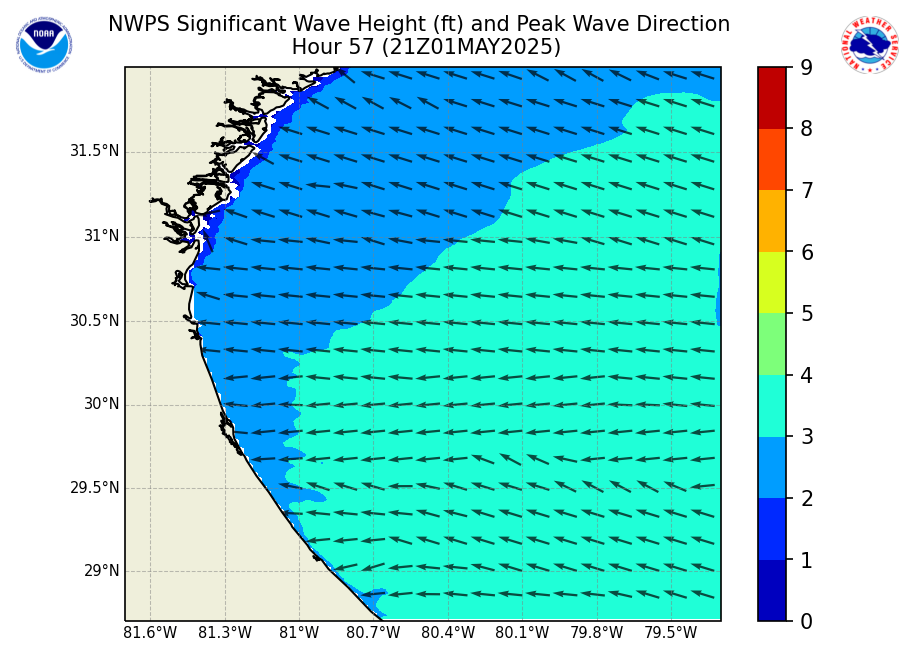 NWPS Significant Wave Height (ft) and Peak Wave Direction
Hour 57 (21Z01MAY2025)
NOAA
NATIONAL WEATHER SERVICE
31.5°N
31°N
30.5°N
30°N
29.5°N
29°N
81.6°W 81.3°W 81°W 80.7°W 80.4°W 80.1°W 79.8°W 79.5°W
9
8
7
6
5
4
3
2
1
0